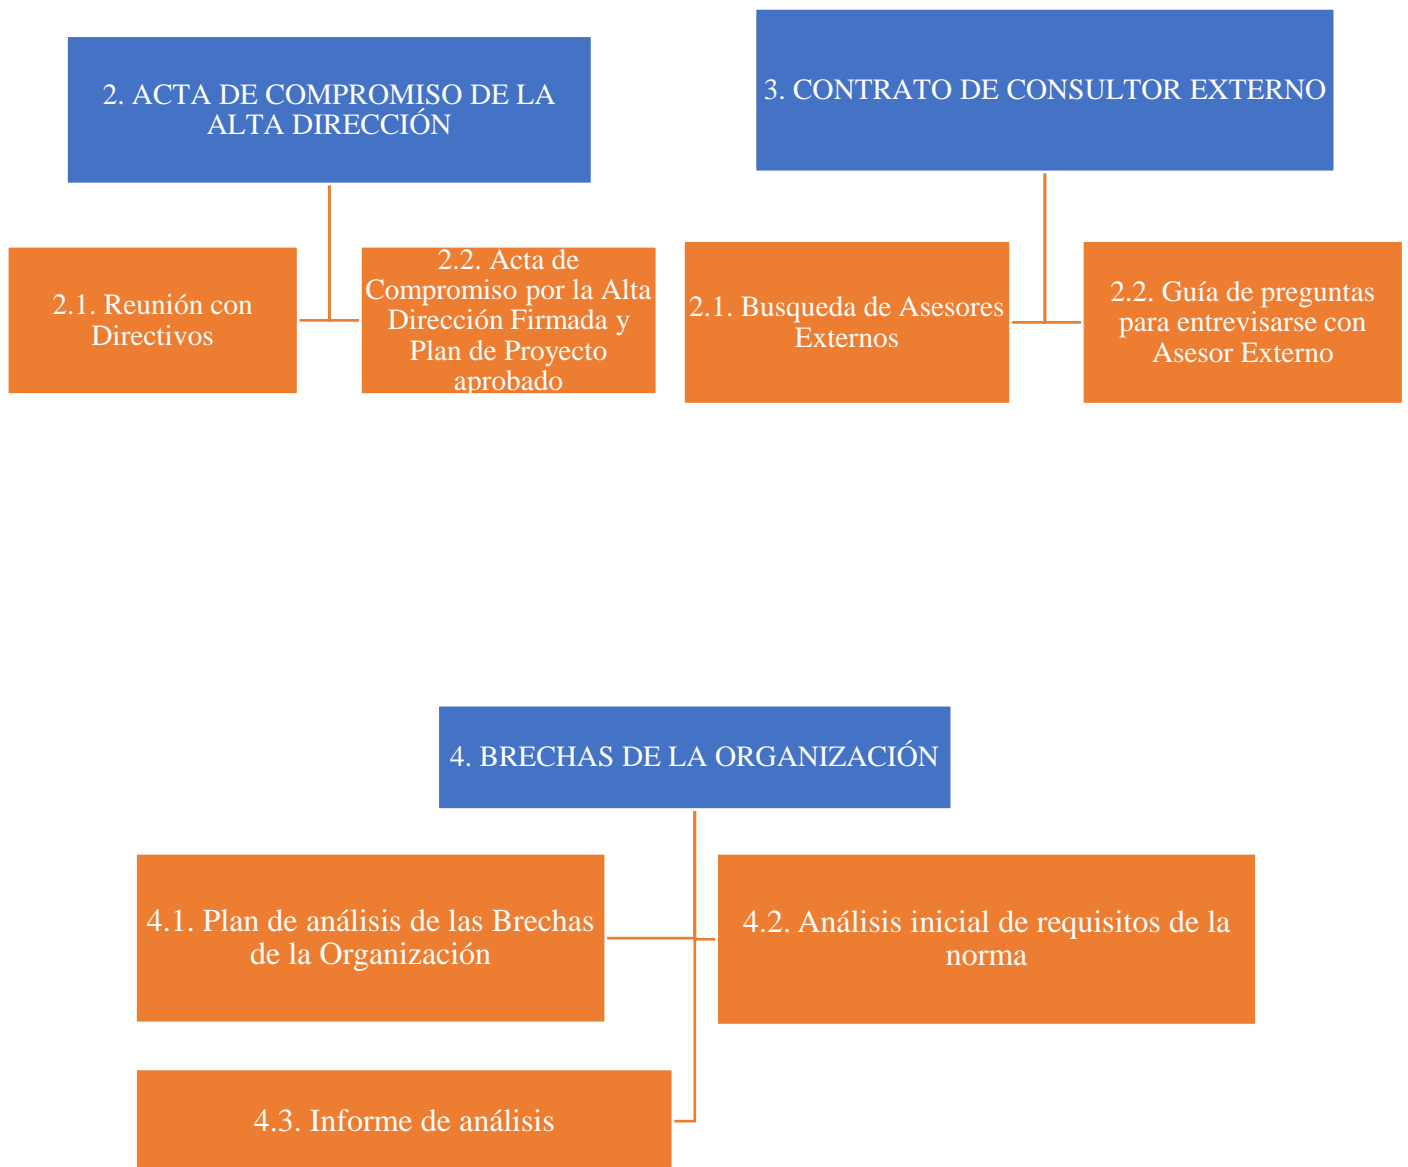 2. ACTA DE COMPROMISO DE LA
ALTA DIRECCIÓN
2.1. Reunión con
Directivos
2.2. Acta de
Compromiso por la Alta
Dirección Firmada y
Plan de Proyecto
aprobado
3. CONTRATO DE CONSULTOR EXTERNO
2.1. Busqueda de Asesores
Externos
2.2. Guía de preguntas
para entrevisarse con
Asesor Externo
4. BRECHAS DE LA ORGANIZACIÓN
4.1. Plan de análisis de las Brechas
de la Organización
4.2. Análisis inicial de requisitos de la
norma
4.3. Informe de análisis